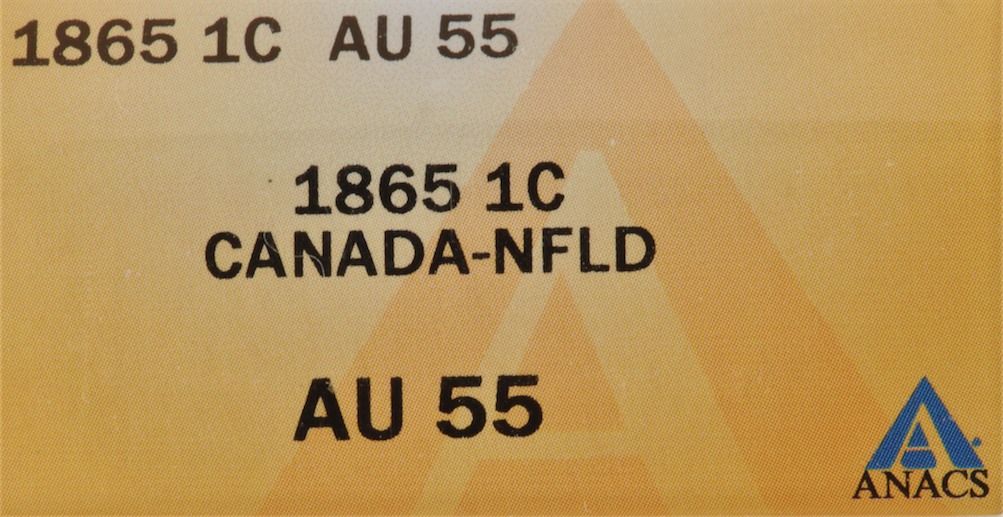 1865 1C AU 55
1865 1C
CANADA-NFLD
AU 55
ANACS